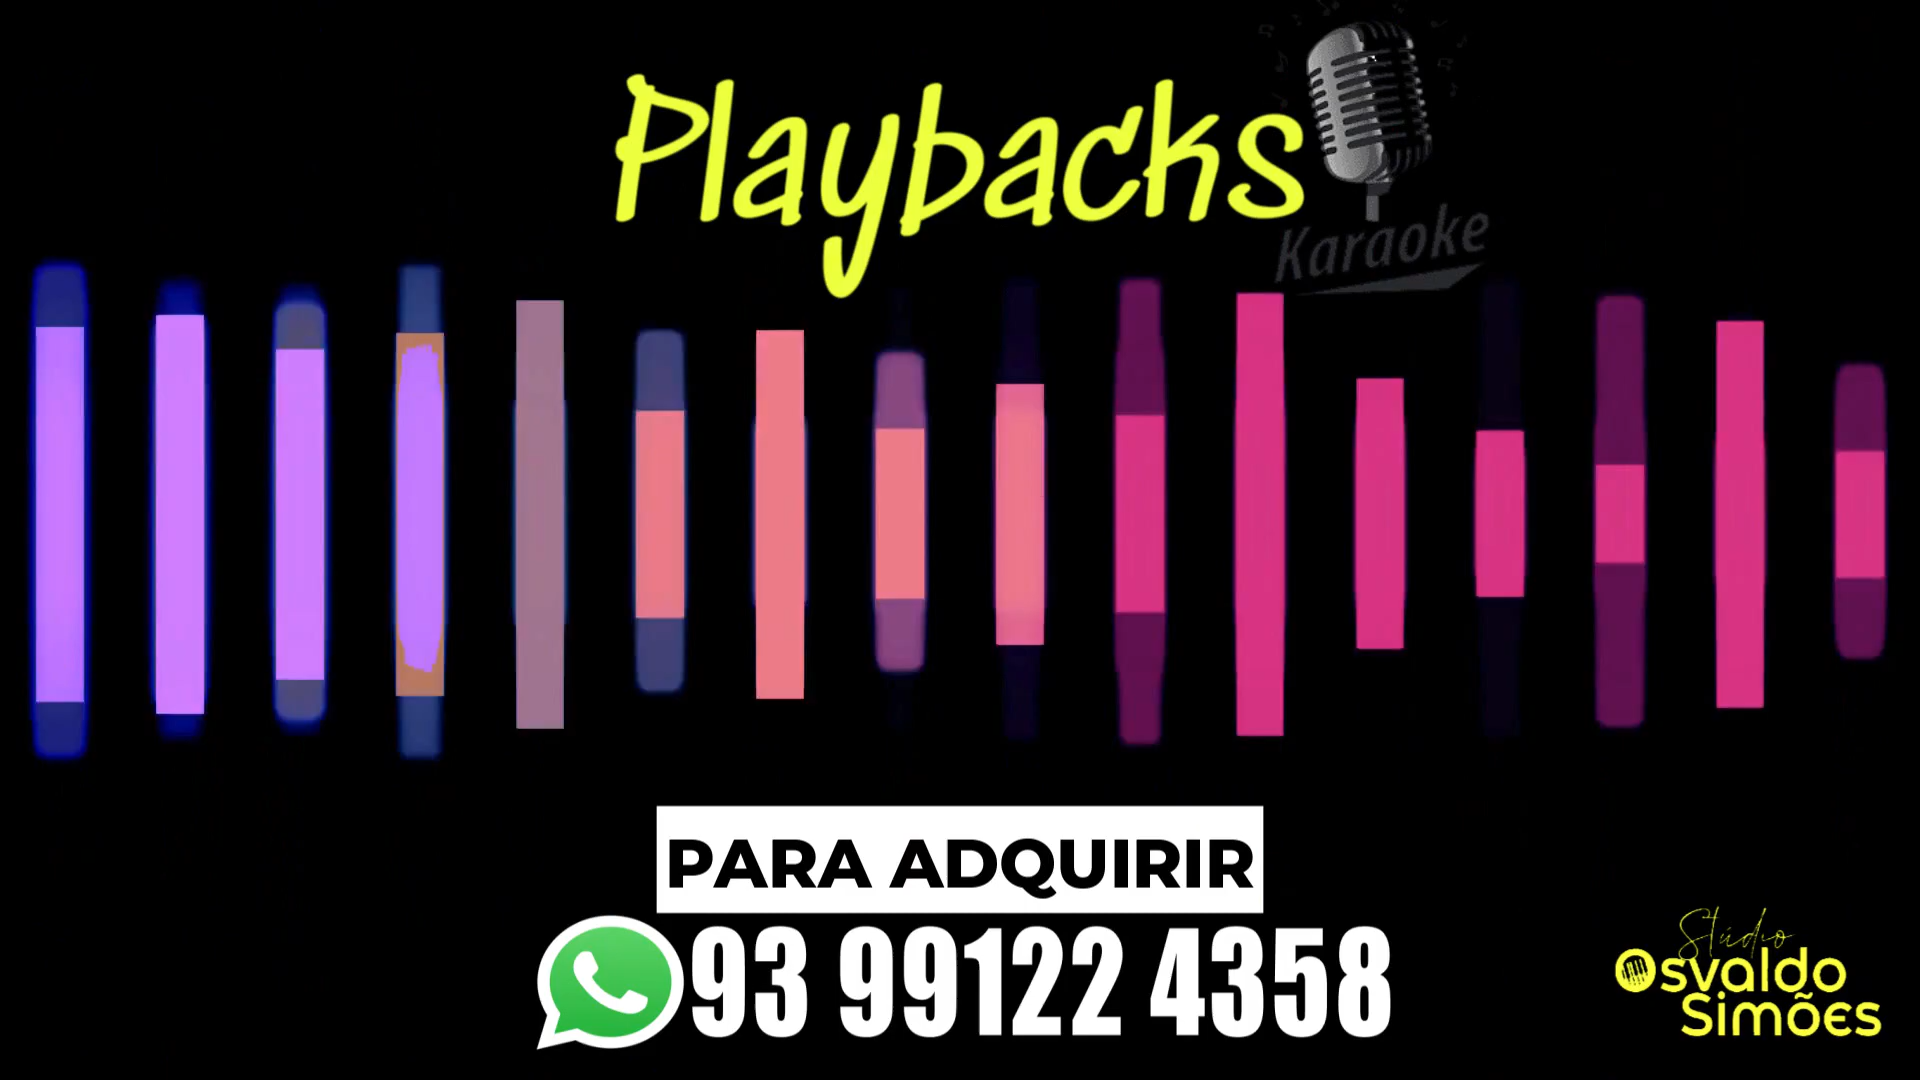 Playbacks
Karaoke
PARA ADQUIRIR
93 99122 4358
Stúdio
Osvaldo
Simões